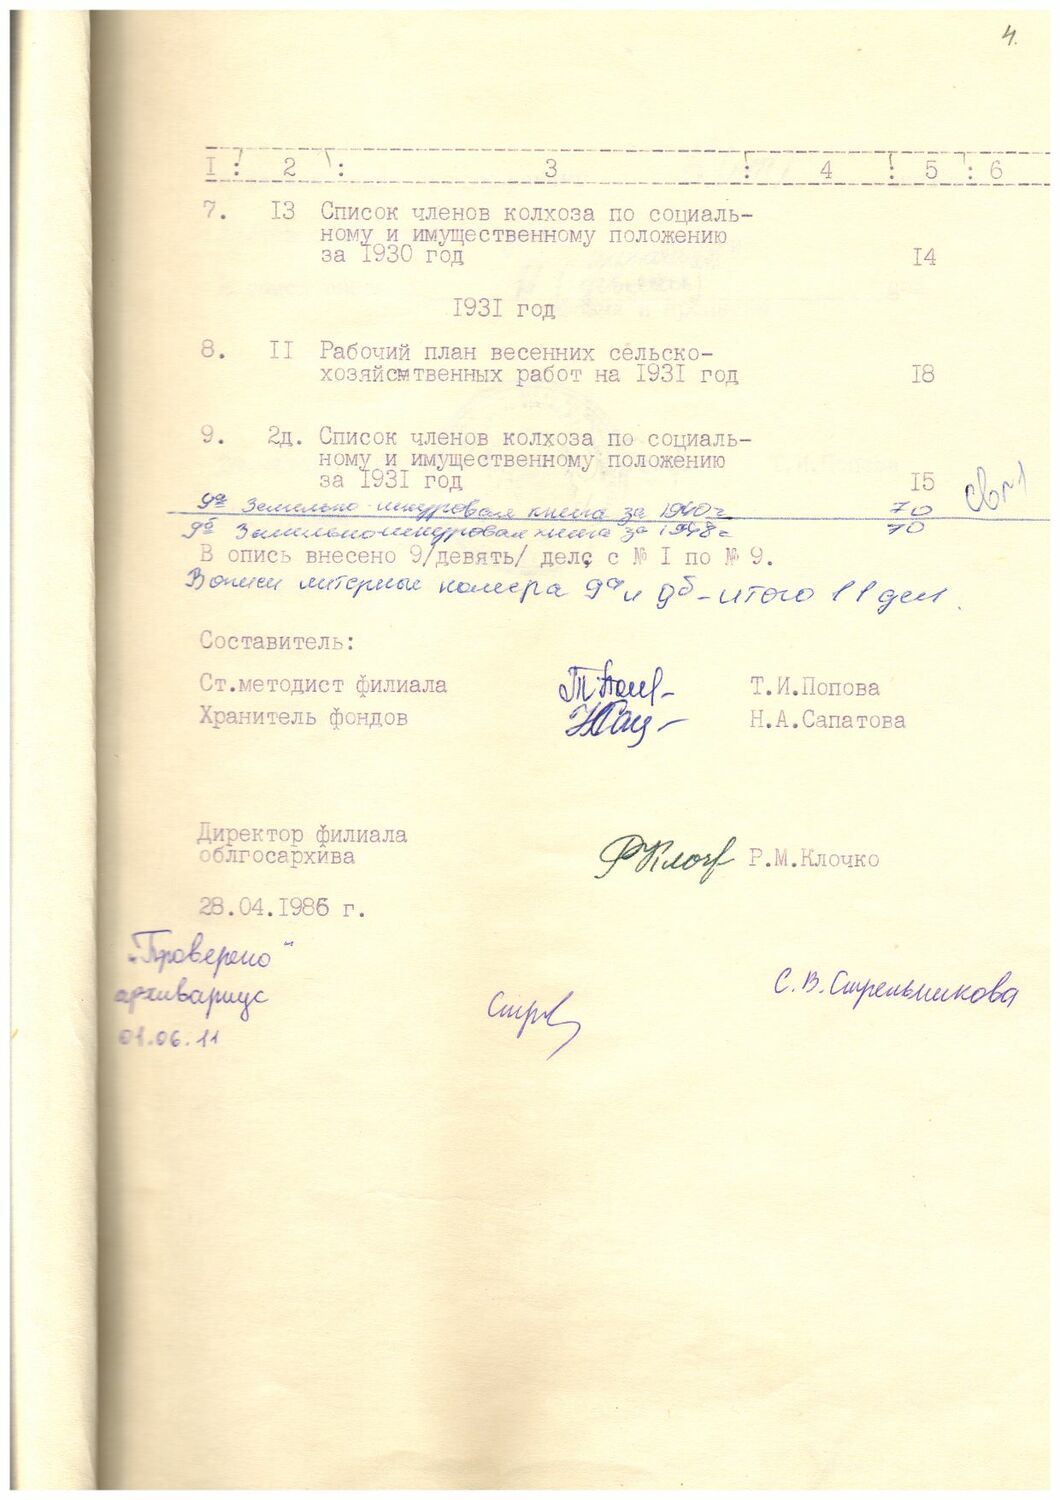 4.
I : 2 : 3 : 4 : 5 : 6
7. I3 Список членов колхоза по социаль-
ному и имущественному положению
за I930 год I4
I93I год
8. II Рабочий план весенних сельско-
хозяйсмтвенных работ на I93I год I8
9. 2д. Список членов колхоза по социаль-
ному и имущественному положению
за I93I год I5
9а Земельно-шнуровая книга за 1940г 70
св N1
9б Земельношнуровая книга за 1948г 70
В опись внесено 9/девять/ делс с № I по № 9.
В описи литерные номера 9а и 9б - итого 11 дел.
Составитель:
Ст.методист филиала Т.И.Попова
Хранитель фондов Н.А.Сапатова
Директор филиала
облгосархива Р.М.Клочко
28.04.I986 г.
"Проверено"
архивариус С.В.Стрельникова
01.06.11